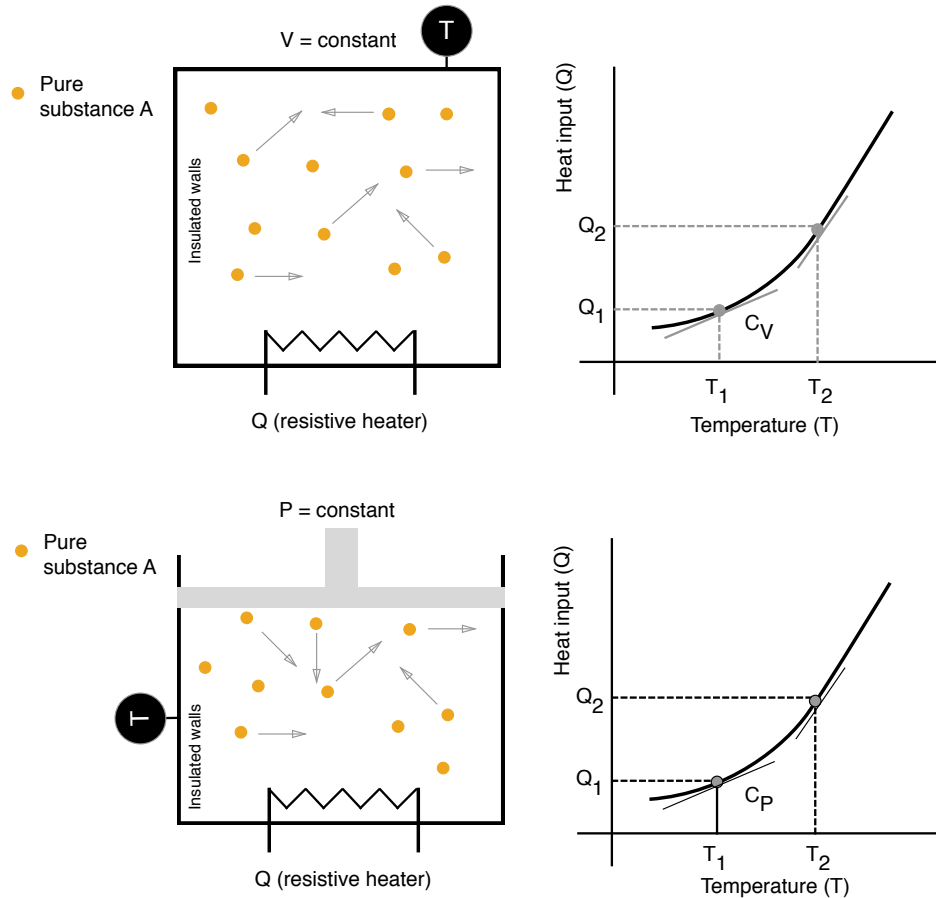 V = constant
T
Pure
substance A
Insulated walls
Q (resistive heater)
Heat input (Q)
Q2
Q1
CV
T1
T2
Temperature (T)
P = constant
Pure
substance A
T
Insulated walls
Q (resistive heater)
Heat input (Q)
Q2
Q1
CP
T1
T2
Temperature (T)